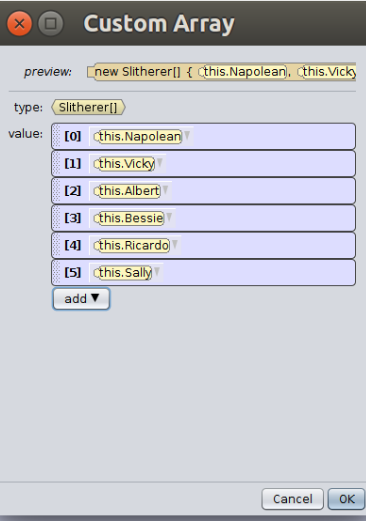 Custom Array
preview: new Slitherer[] { this.Napolean, this.Vicky
type: Slitherer[]
value: [0] this.Napolean
[1] this.Vicky
[2] this.Albert
[3] this.Bessie
[4] this.Ricardo
[5] this.Sally
add
Cancel OK